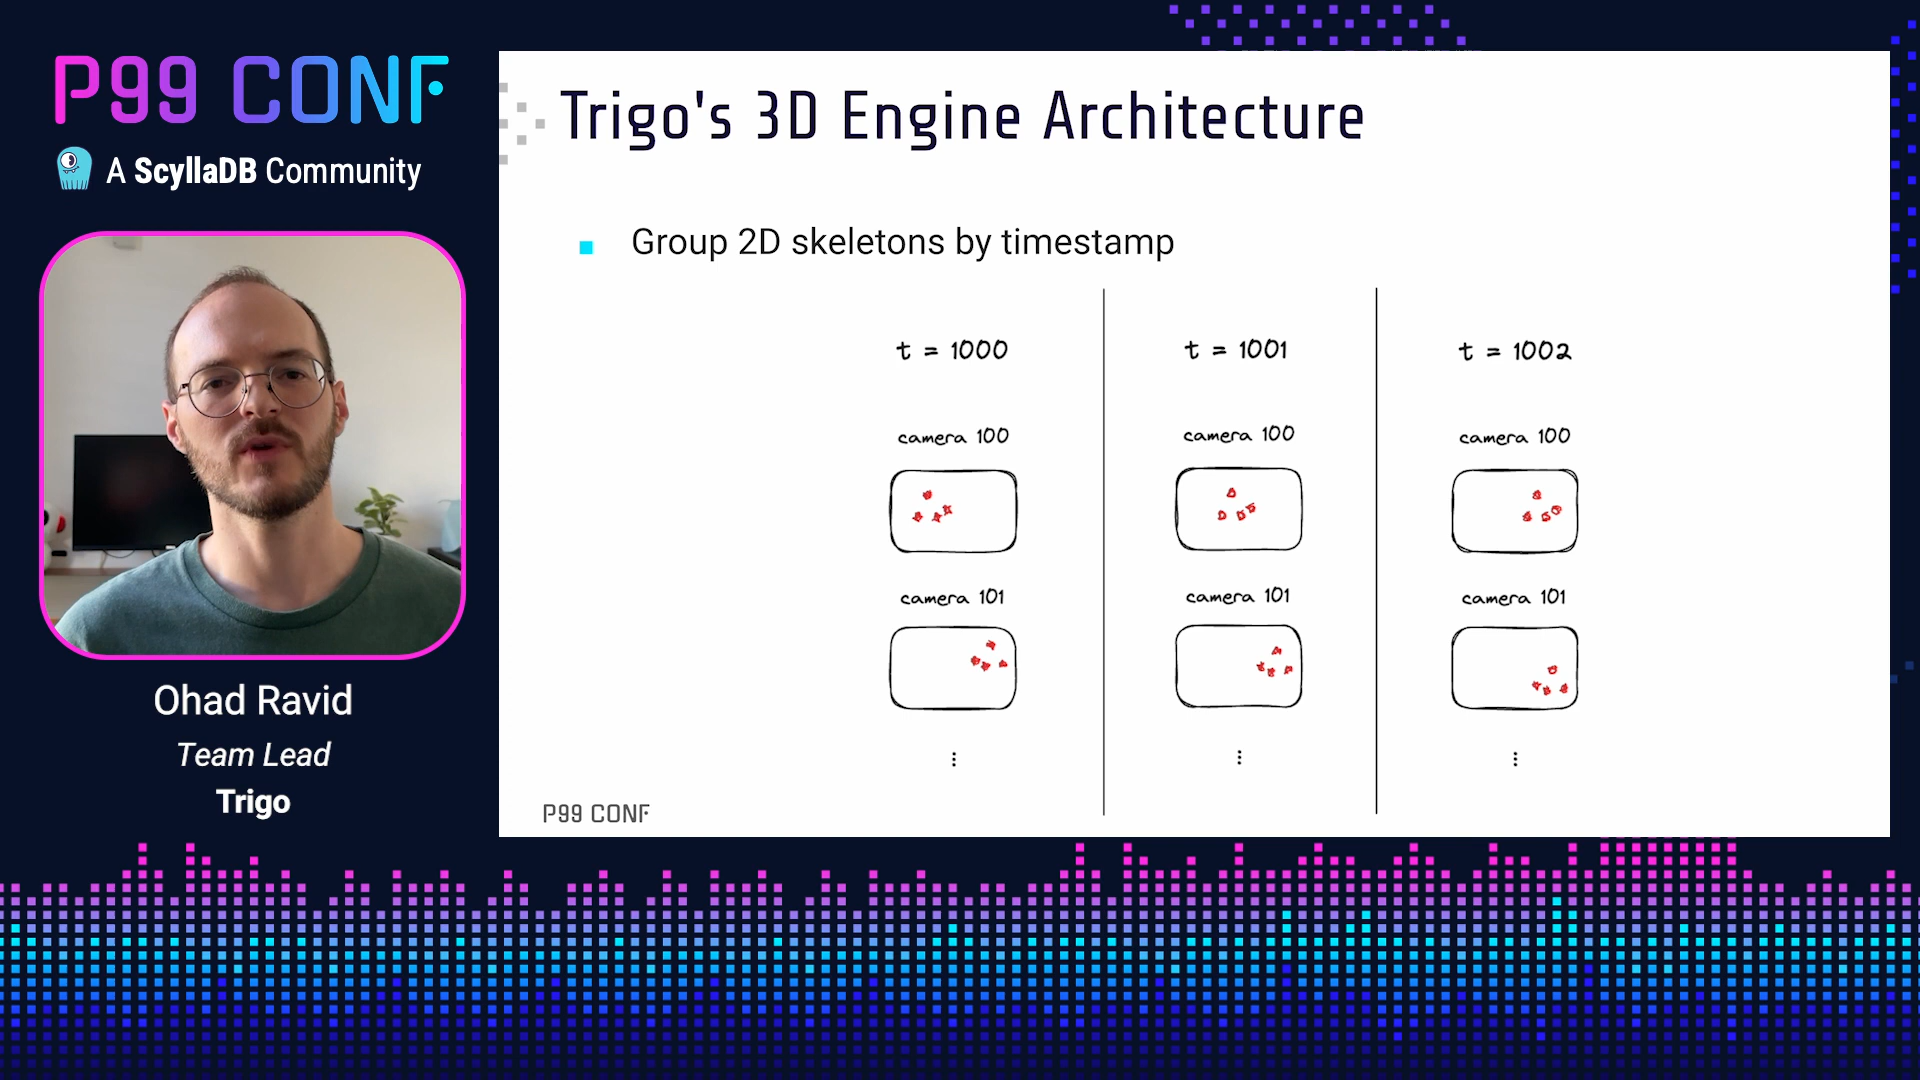 P99 CONF
A ScyllaDB Community
Ohad Ravid
Team Lead
Trigo
Trigo's 3D Engine Architecture
Group 2D skeletons by timestamp
t = 1000
t = 1001
t = 1002
camera 100
camera 100
camera 100
camera 101
camera 101
camera 101
P99 CONF